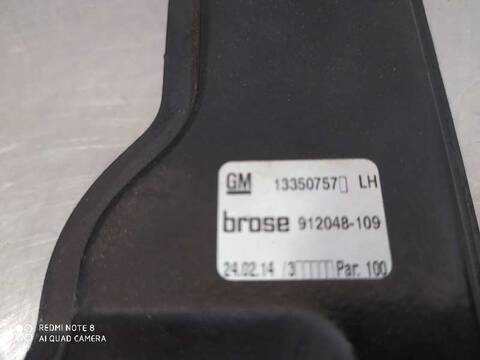 GM 13350757▯ LH
brose 912048-109
24.02.14 /3▯▯▯▯▯ Par. 100
REDMI NOTE 8
AI QUAD CAMERA